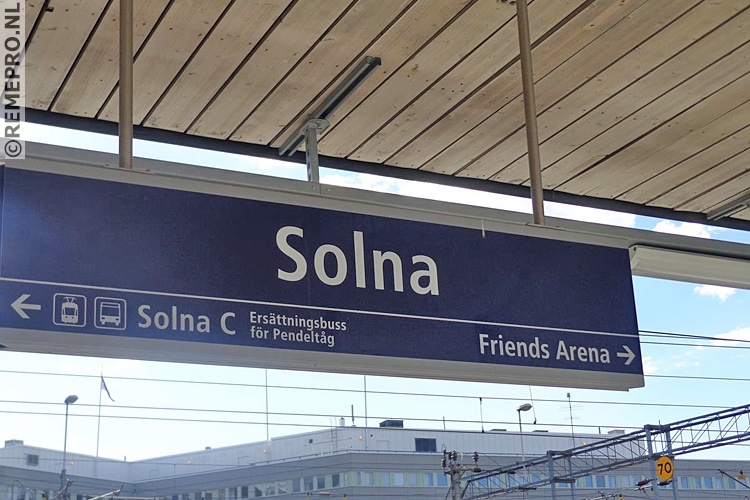 ©REMEPRO.NL
Solna
← Solna C
Ersättningsbuss
för Pendeltåg
Friends Arena →
70